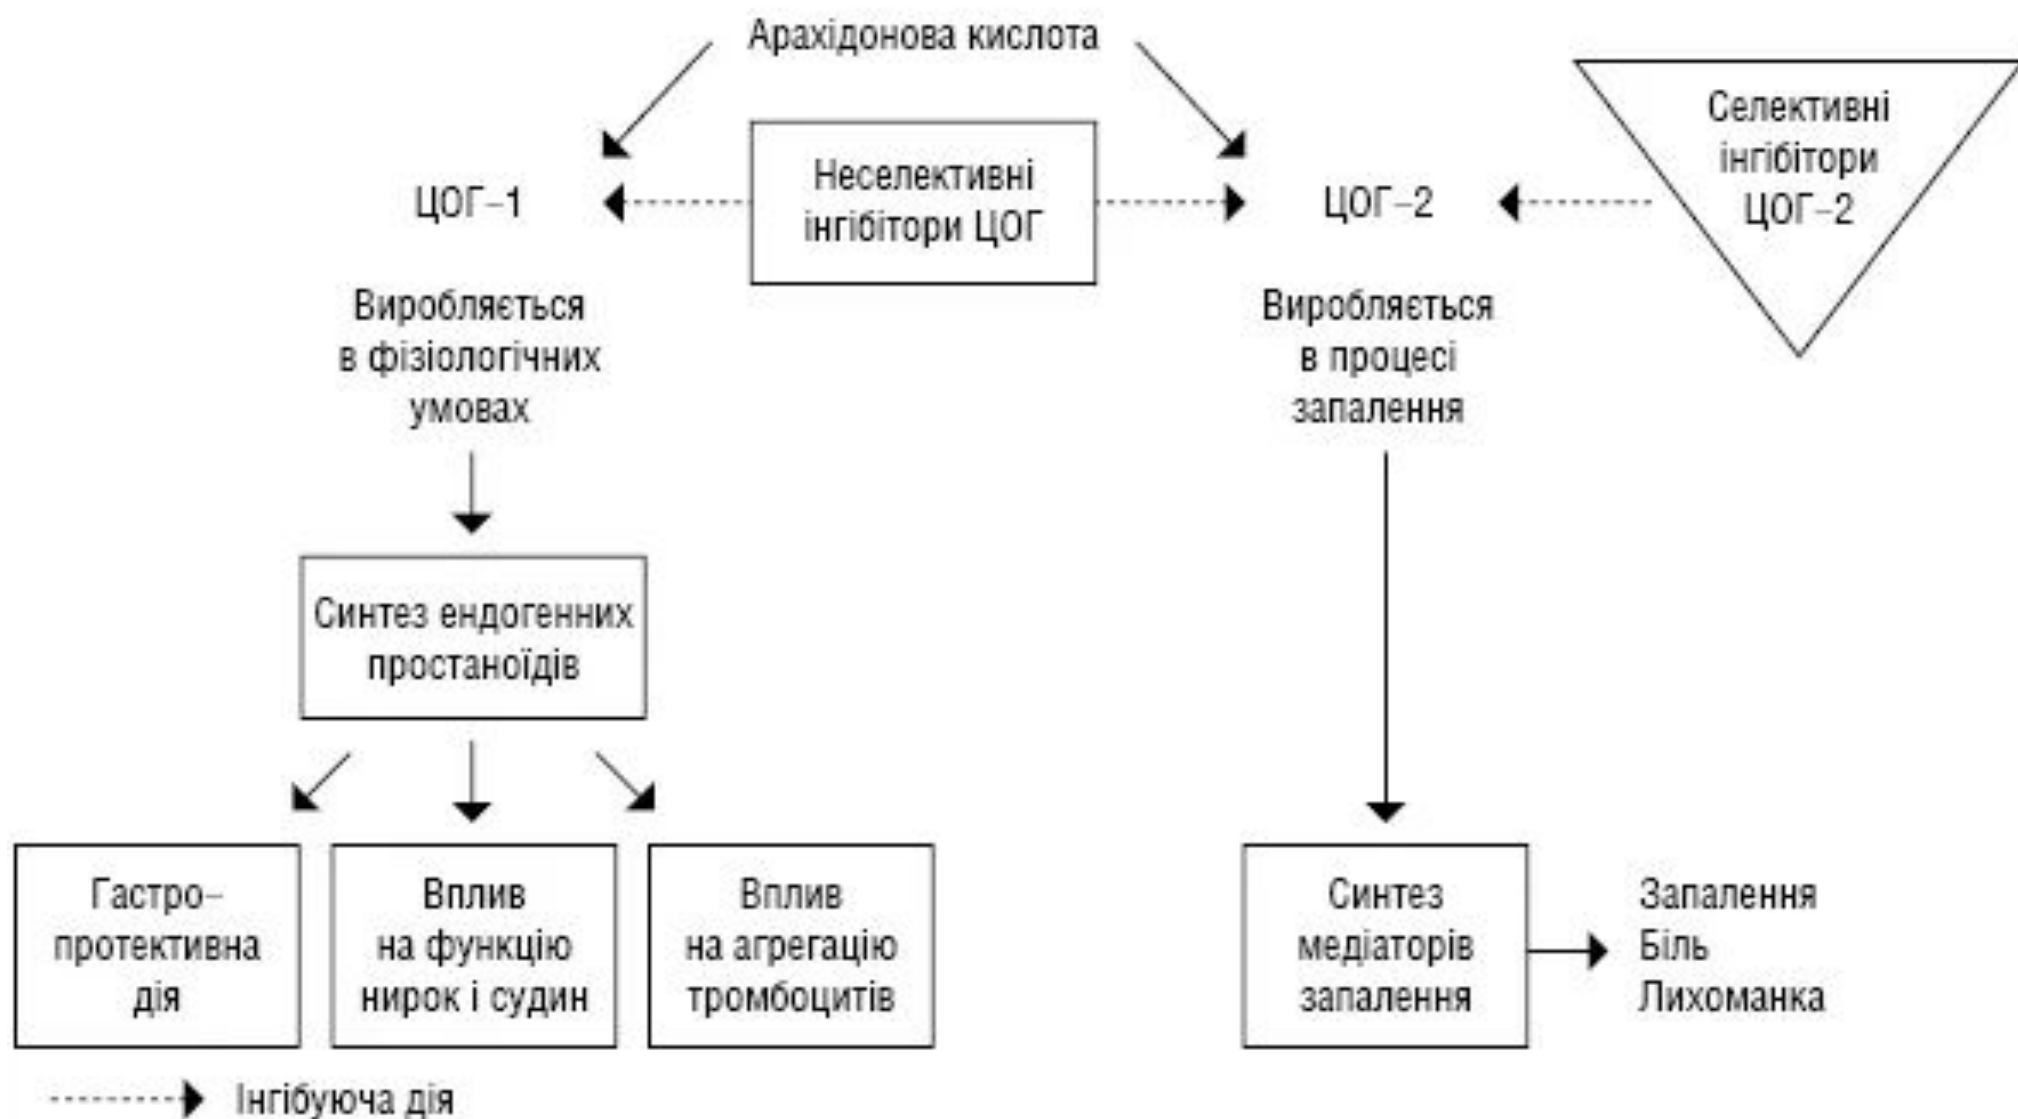 Арахідонова кислота
Селективні
інгібітори
ЦОГ–2
Неселективні
інгібітори ЦОГ
ЦОГ–1
ЦОГ–2
Виробляється
в фізіологічних
умовах
Виробляється
в процесі
запалення
Синтез ендогенних
простаноїдів
Гастро–
протективна
дія
Вплив
на функцію
нирок і судин
Вплив
на агрегацію
тромбоцитів
Синтез
медіаторів
запалення
Запалення
Біль
Лихоманка
Інгібуюча дія